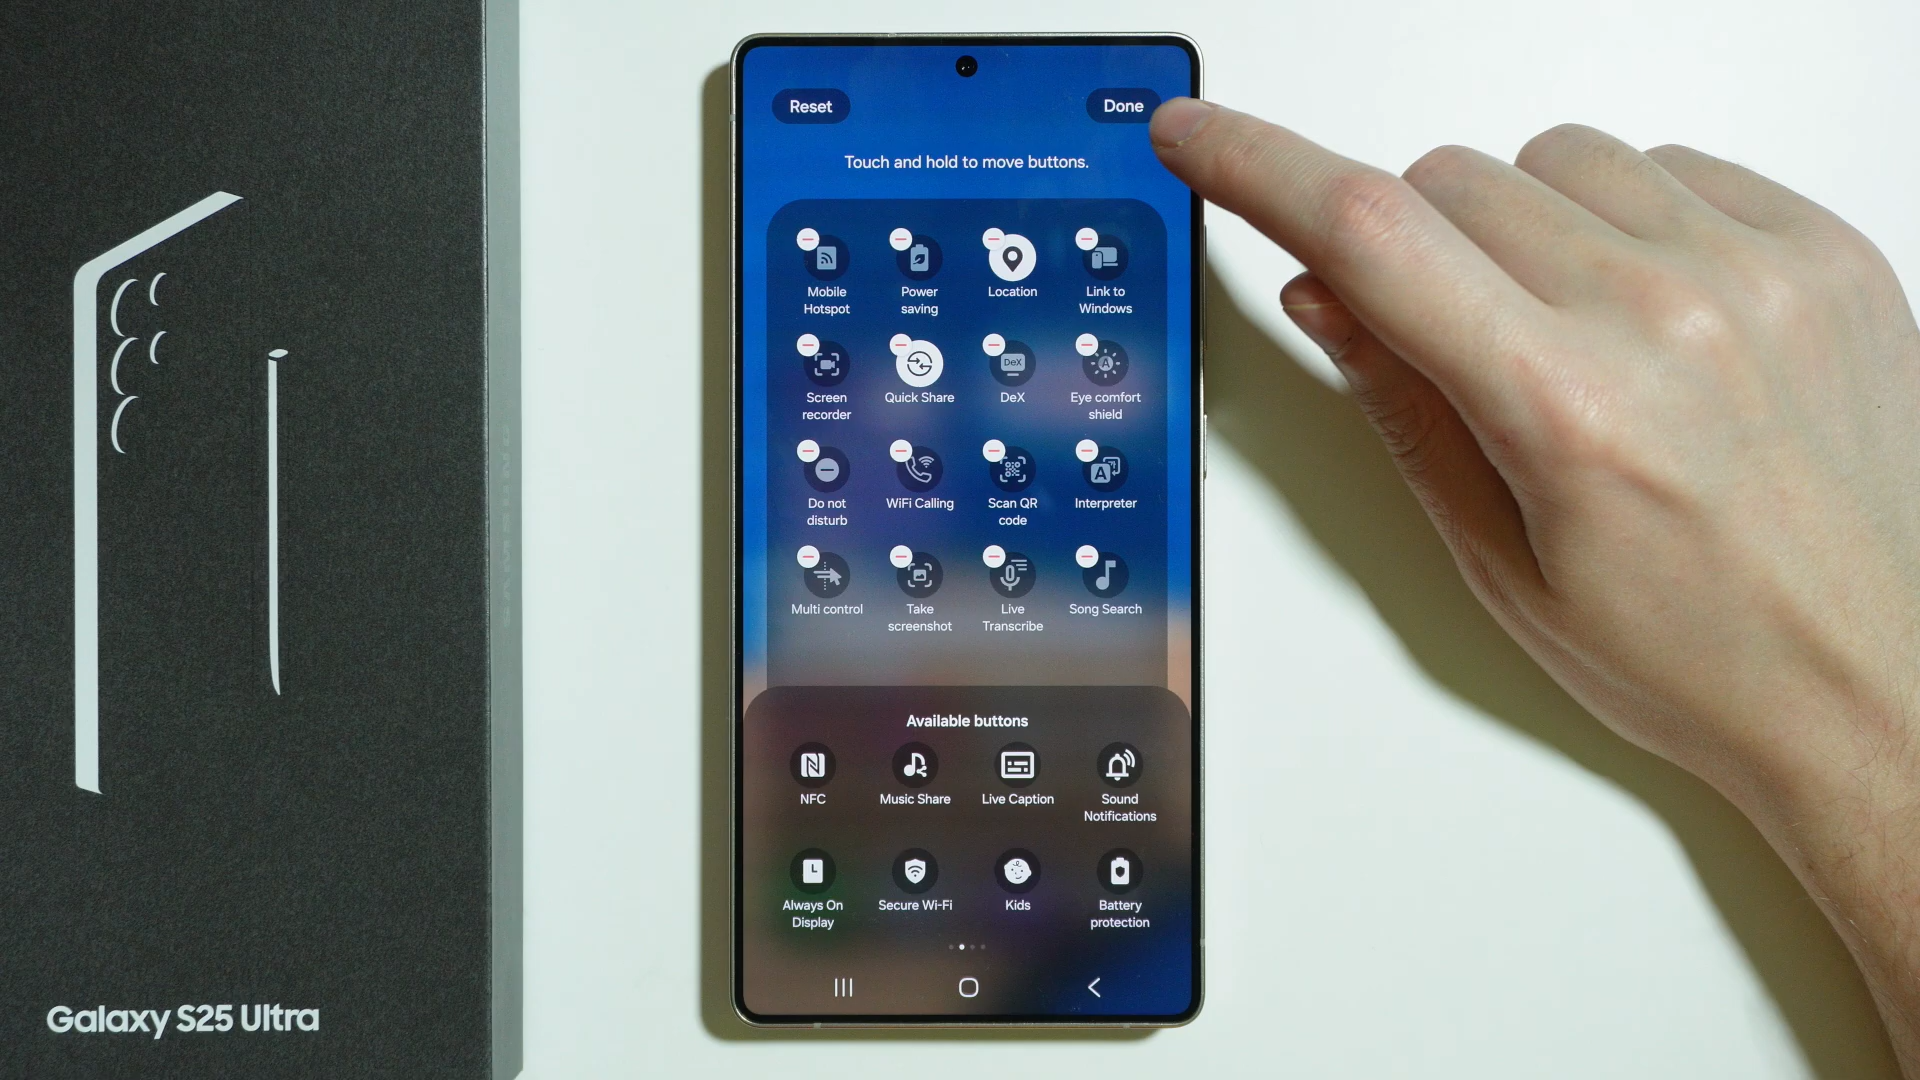 Reset
Done
Touch and hold to move buttons.
Mobile
Hotspot
Power
saving
Location
Link to
Windows
Screen
recorder
Quick Share
DeX
DeX
Eye comfort
shield
Do not
disturb
WiFi Calling
Scan QR
code
Interpreter
Multi control
Take
screenshot
Live
Transcribe
Song Search
Available buttons
NFC
Music Share
Live Caption
Sound
Notifications
Always On
Display
Secure Wi-Fi
Kids
Battery
protection
Galaxy S25 Ultra